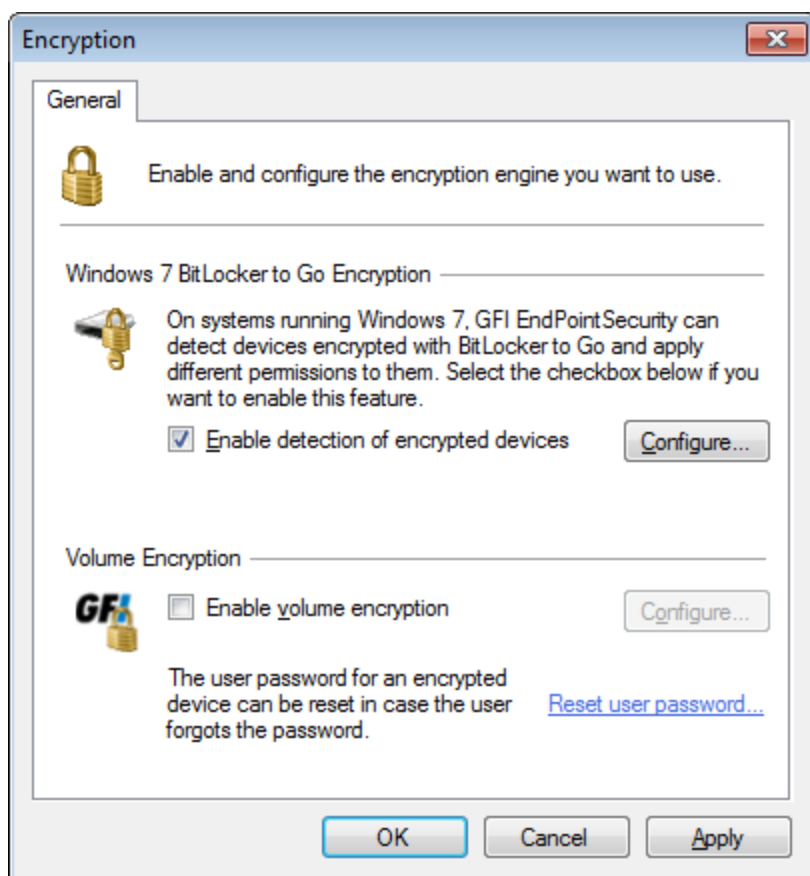 Encryption
General
Enable and configure the encryption engine you want to use.
Windows 7 BitLocker to Go Encryption
On systems running Windows 7, GFI EndPointSecurity can
detect devices encrypted with BitLocker to Go and apply
different permissions to them. Select the checkbox below if you
want to enable this feature.
Enable detection of encrypted devices
Configure...
Volume Encryption
GFI
Enable volume encryption
Configure...
The user password for an encrypted
device can be reset in case the user
forgots the password.
Reset user password...
OK
Cancel
Apply